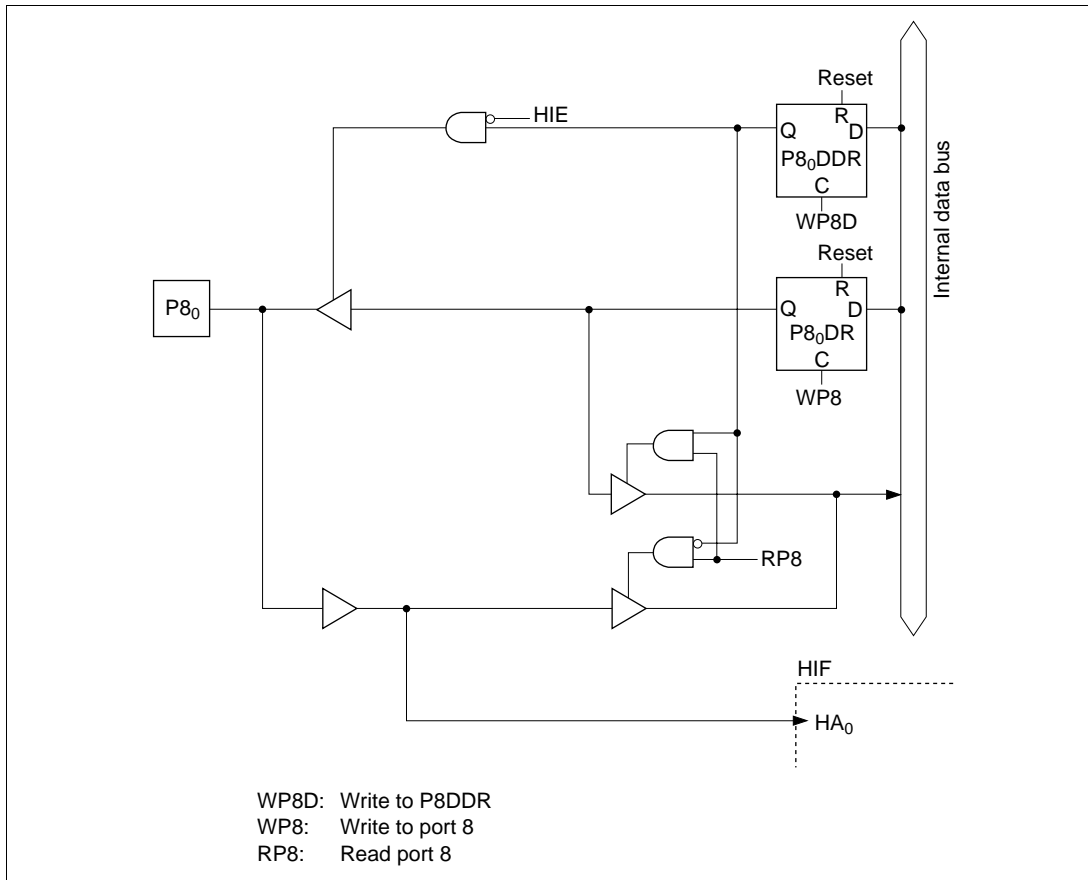 Reset
HIE
Q
R
D
P8₀DDR
C
WP8D
Internal data bus
Reset
P8₀
Q
R
D
P8₀DR
C
WP8
RP8
HIF
HA₀
WP8D: Write to P8DDR
WP8: Write to port 8
RP8: Read port 8